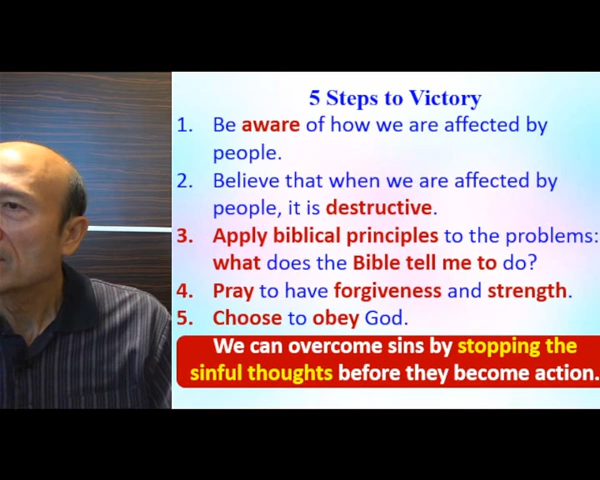 5 Steps to Victory
1. Be aware of how we are affected by
people.
2. Believe that when we are affected by
people, it is destructive.
3. Apply biblical principles to the problems:
what does the Bible tell me to do?
4. Pray to have forgiveness and strength.
5. Choose to obey God.
We can overcome sins by stopping the
sinful thoughts before they become action.